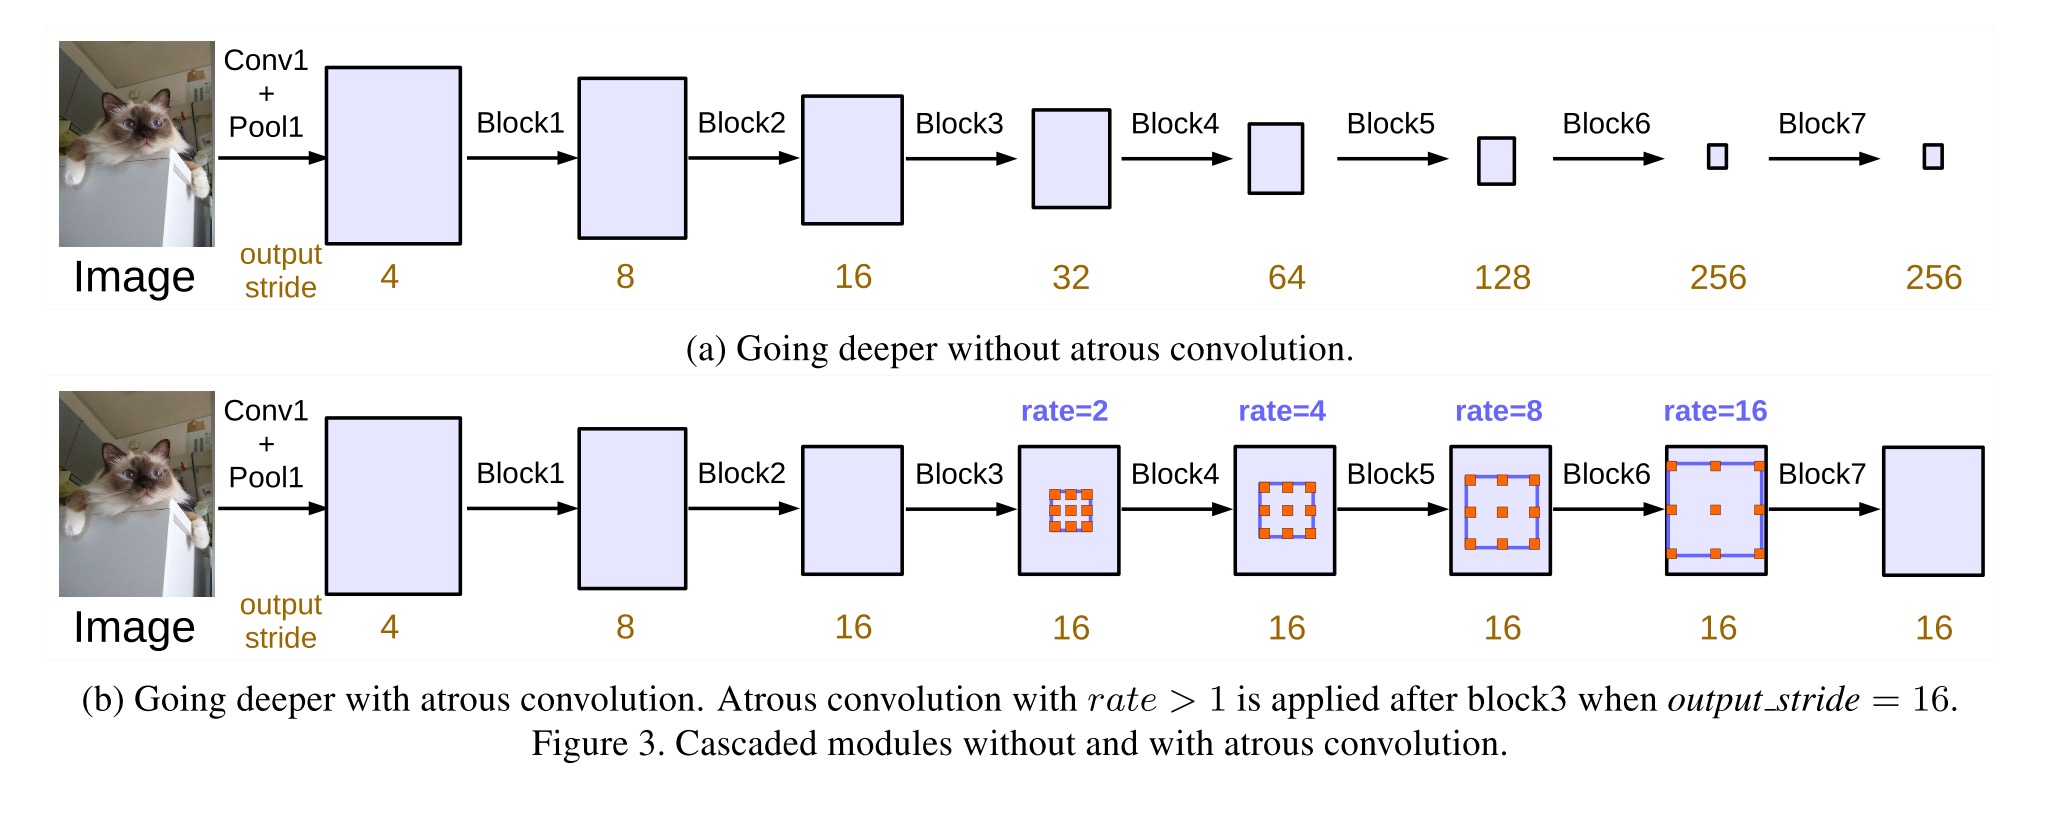 Conv1
+
Pool1
Block1
Block2
Block3
Block4
Block5
Block6
Block7
Image
output
stride
4
8
16
32
64
128
256
256
(a) Going deeper without atrous convolution.
rate=2
rate=4
rate=8
rate=16
Conv1
+
Pool1
Block1
Block2
Block3
Block4
Block5
Block6
Block7
Image
output
stride
4
8
16
16
16
16
16
16
(b) Going deeper with atrous convolution. Atrous convolution with rate > 1 is applied after block3 when output_stride = 16.
Figure 3. Cascaded modules without and with atrous convolution.